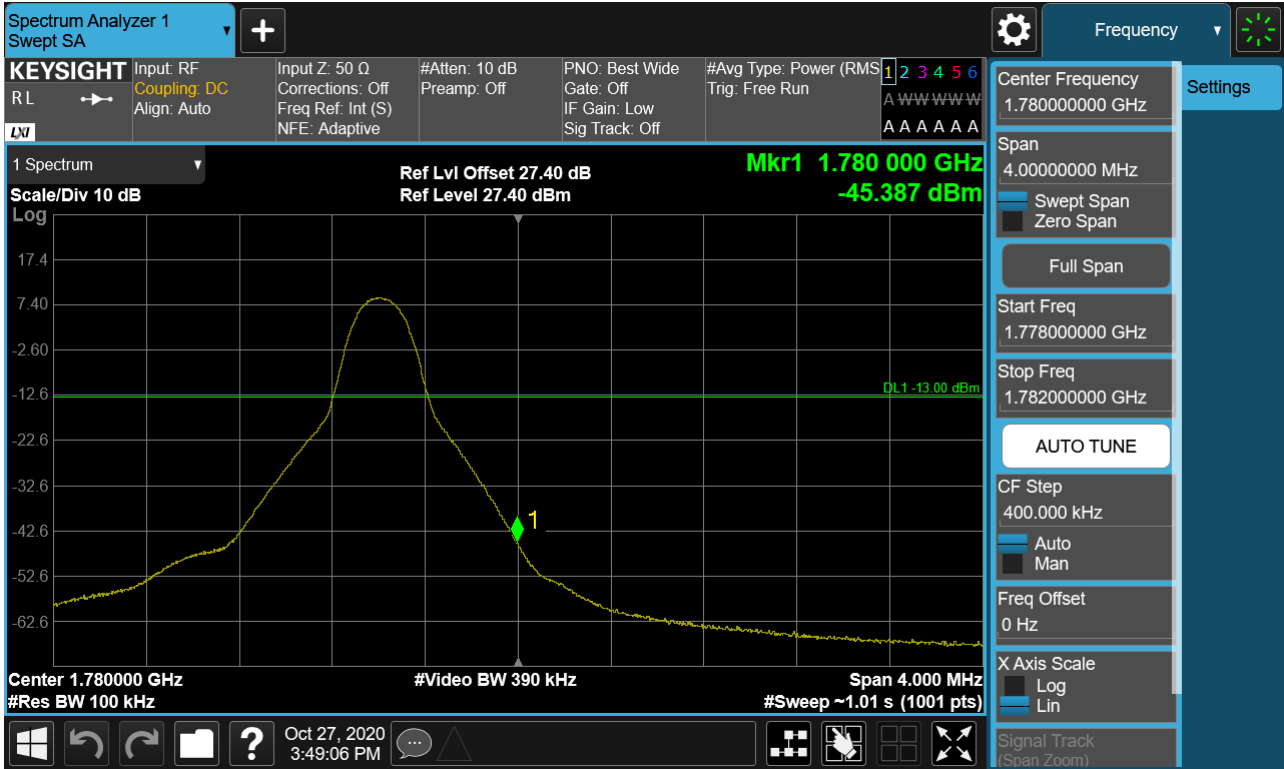 Spectrum Analyzer 1
Swept SA
+
Frequency
KEYSIGHT
R L
LXI
Input: RF
Coupling: DC
Align: Auto
Input Z: 50 Ω
Corrections: Off
Freq Ref: Int (S)
NFE: Adaptive
#Atten: 10 dB
Preamp: Off
PNO: Best Wide
Gate: Off
IF Gain: Low
Sig Track: Off
#Avg Type: Power (RMS
Trig: Free Run
1 2 3 4 5 6
A W W W W W
A A A A A A
1 Spectrum
Scale/Div 10 dB
Log
Ref Lvl Offset 27.40 dB
Ref Level 27.40 dBm
Mkr1 1.780 000 GHz
-45.387 dBm
17.4
7.40
-2.60
-12.6
-22.6
-32.6
-42.6
-52.6
-62.6
DL1 -13.00 dBm
1
Center 1.780000 GHz
#Res BW 100 kHz
#Video BW 390 kHz
Span 4.000 MHz
#Sweep ~1.01 s (1001 pts)
Center Frequency
1.780000000 GHz
Span
4.00000000 MHz
Swept Span
Zero Span
Full Span
Start Freq
1.778000000 GHz
Stop Freq
1.782000000 GHz
AUTO TUNE
CF Step
400.000 kHz
Auto
Man
Freq Offset
0 Hz
X Axis Scale
Log
Lin
Signal Track
(Span Zoom)
Settings
?
Oct 27, 2020
3:49:06 PM